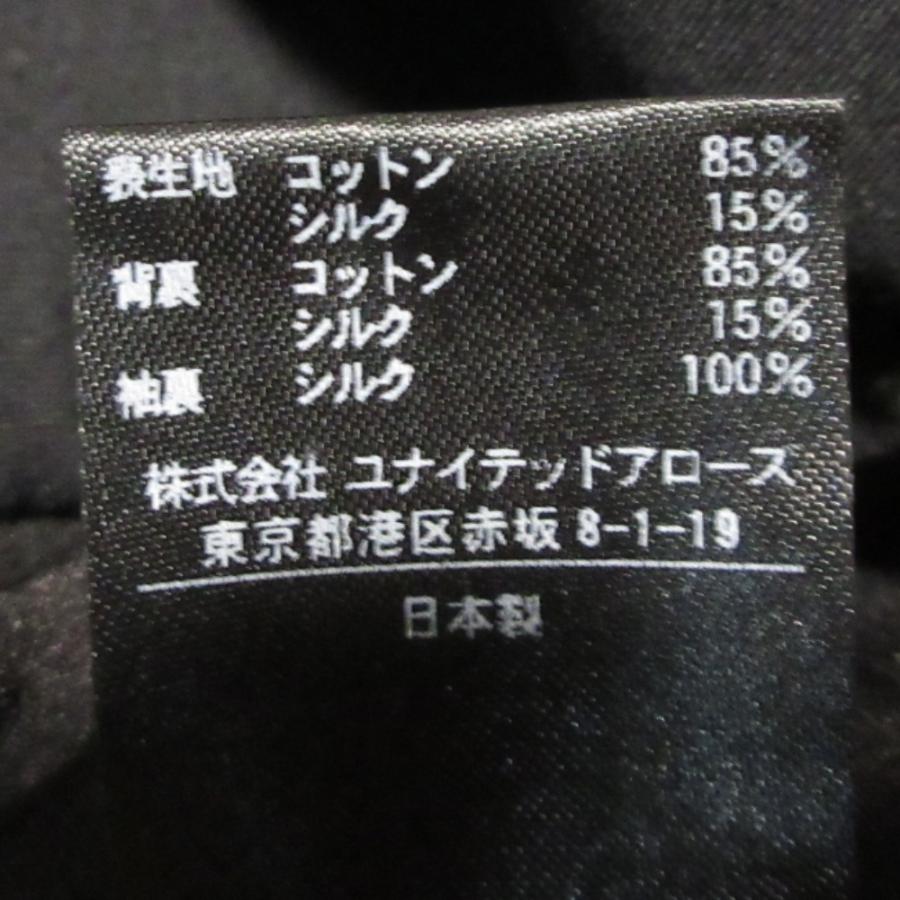 表生地 コットン 85%
シルク 15%
背裏 コットン 85%
シルク 15%
袖裏 シルク 100%
株式会社 ユナイテッドアローズ
東京都港区赤坂 8-1-19
日本製